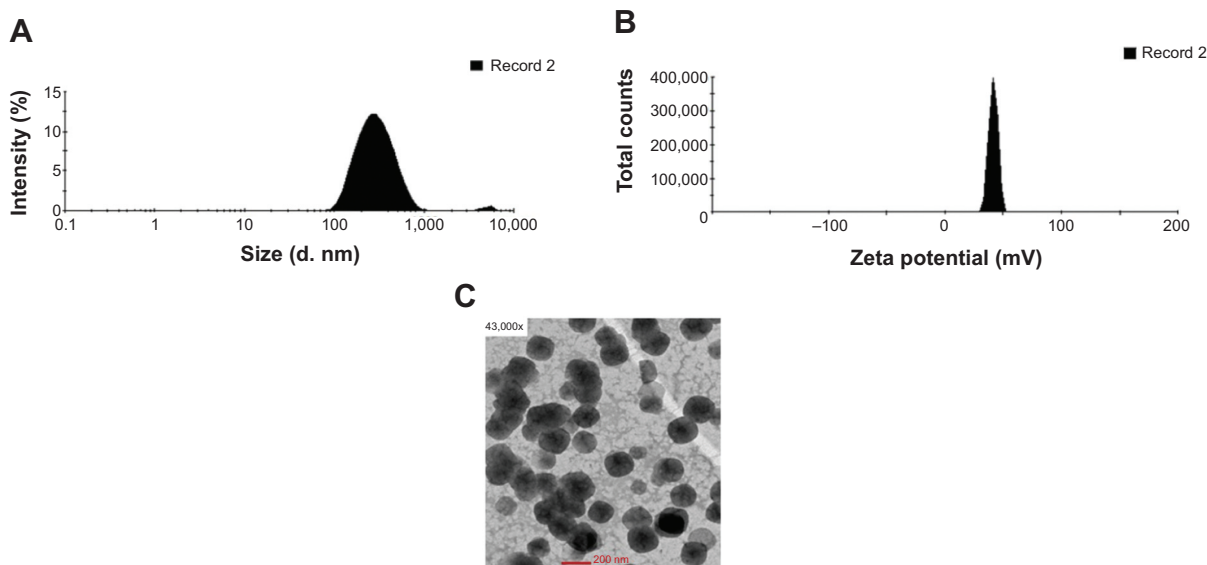 A
Record 2
Intensity (%)
15
10
5
0
0.1 1 10 100 1,000 10,000
Size (d. nm)
B
Record 2
Total counts
400,000
300,000
200,000
100,000
0
–100 0 100 200
Zeta potential (mV)
C
43,000x
200 nm